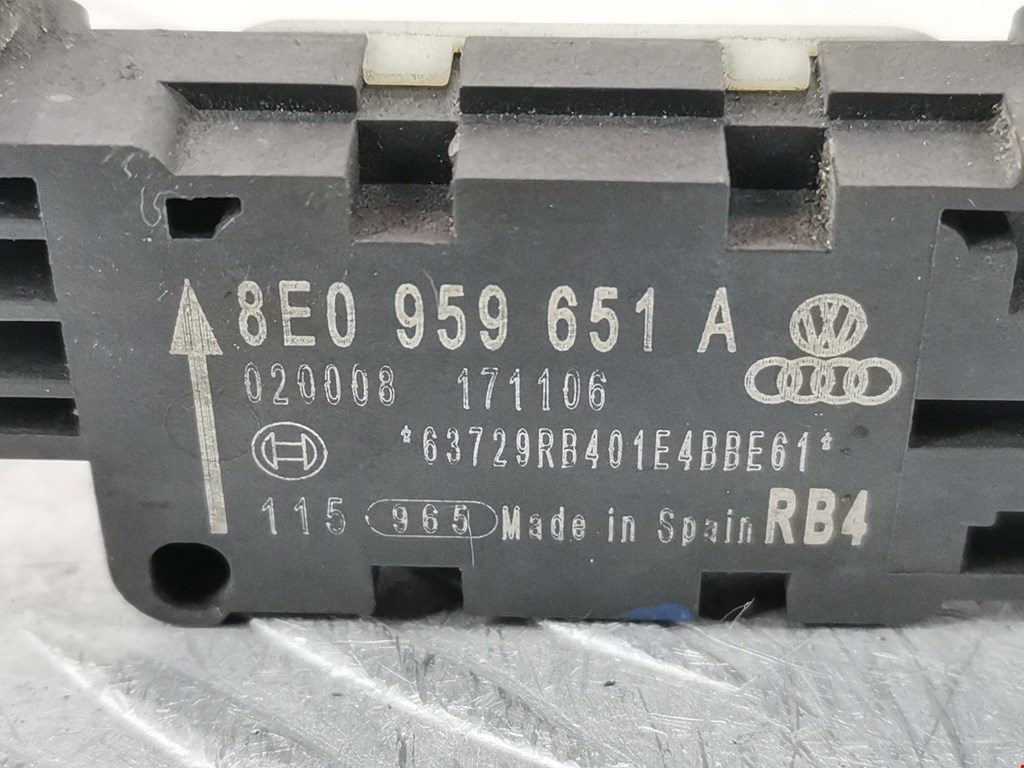 8E0 959 651 A
020008 171106
*63729RB401E4BBE61*
115 965 Made in Spain RB4